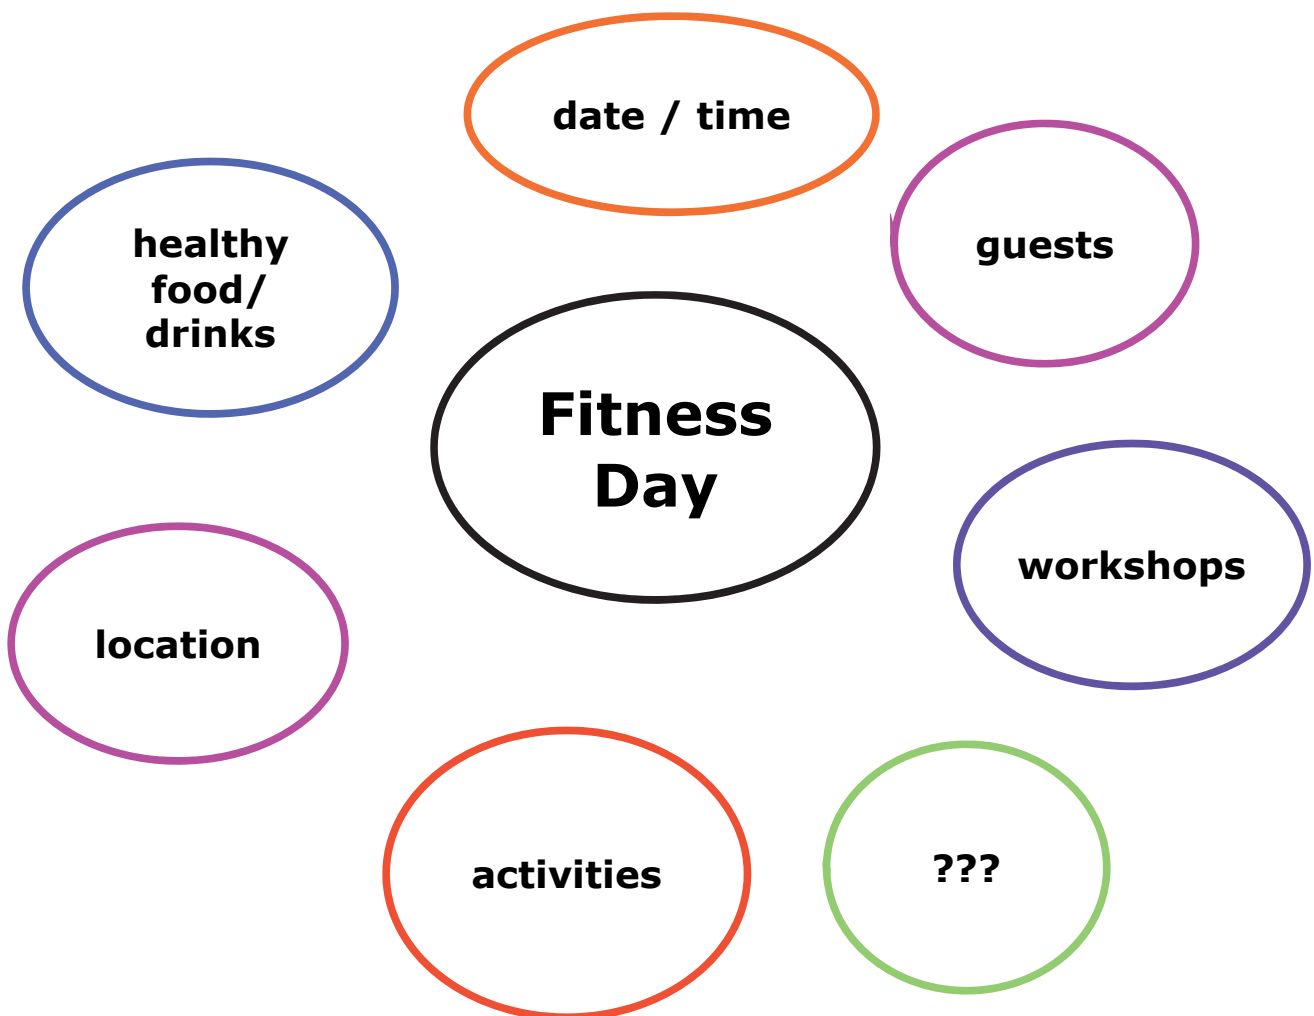 date / time
guests
healthy
food/
drinks
Fitness
Day
workshops
location
activities
???